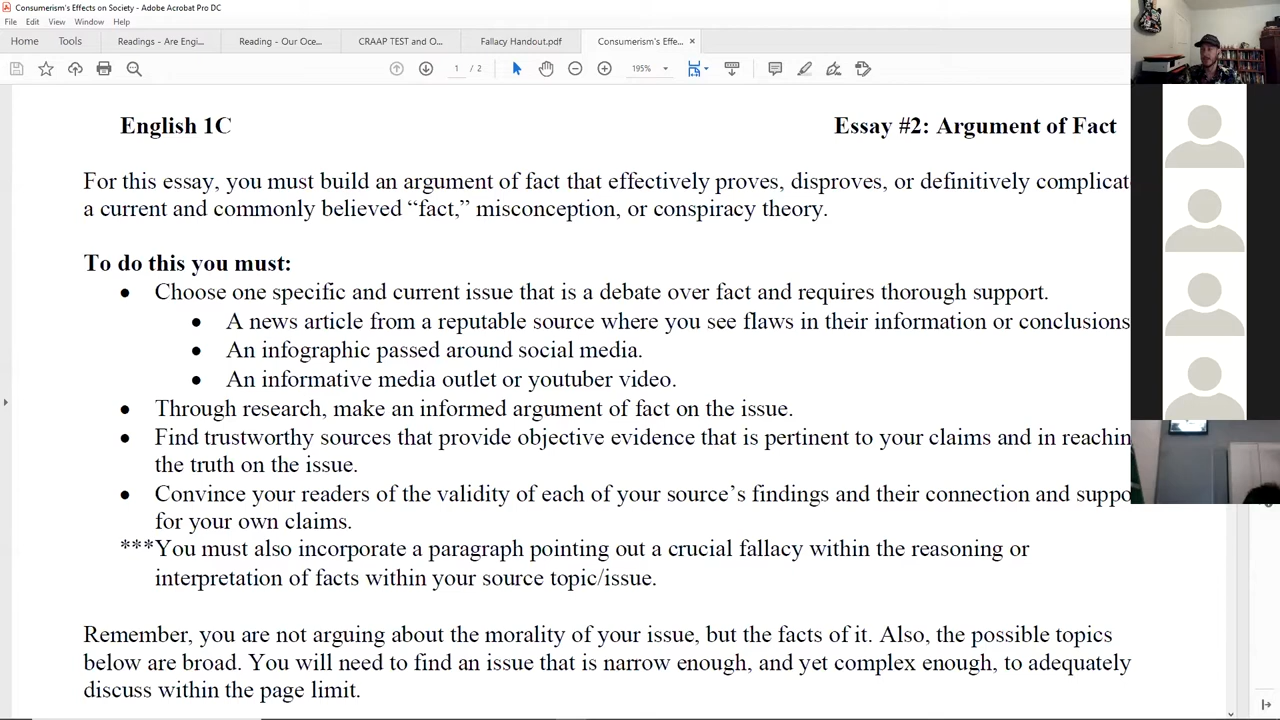 Consumerism's Effects on Society - Adobe Acrobat Pro DC
File Edit View Window Help
Home Tools Readings - Are Engi... Reading - Our Oce... CRAAP TEST and O... Fallacy Handout.pdf Consumerism's Effe... ×
1 / 2 195%
English 1C Essay #2: Argument of Fact
For this essay, you must build an argument of fact that effectively proves, disproves, or definitively complicat
a current and commonly believed “fact,” misconception, or conspiracy theory.
To do this you must:
• Choose one specific and current issue that is a debate over fact and requires thorough support.
• A news article from a reputable source where you see flaws in their information or conclusions
• An infographic passed around social media.
• An informative media outlet or youtuber video.
• Through research, make an informed argument of fact on the issue.
• Find trustworthy sources that provide objective evidence that is pertinent to your claims and in reachin
the truth on the issue.
• Convince your readers of the validity of each of your source’s findings and their connection and suppo
for your own claims.
***You must also incorporate a paragraph pointing out a crucial fallacy within the reasoning or
interpretation of facts within your source topic/issue.
Remember, you are not arguing about the morality of your issue, but the facts of it. Also, the possible topics
below are broad. You will need to find an issue that is narrow enough, and yet complex enough, to adequately
discuss within the page limit.